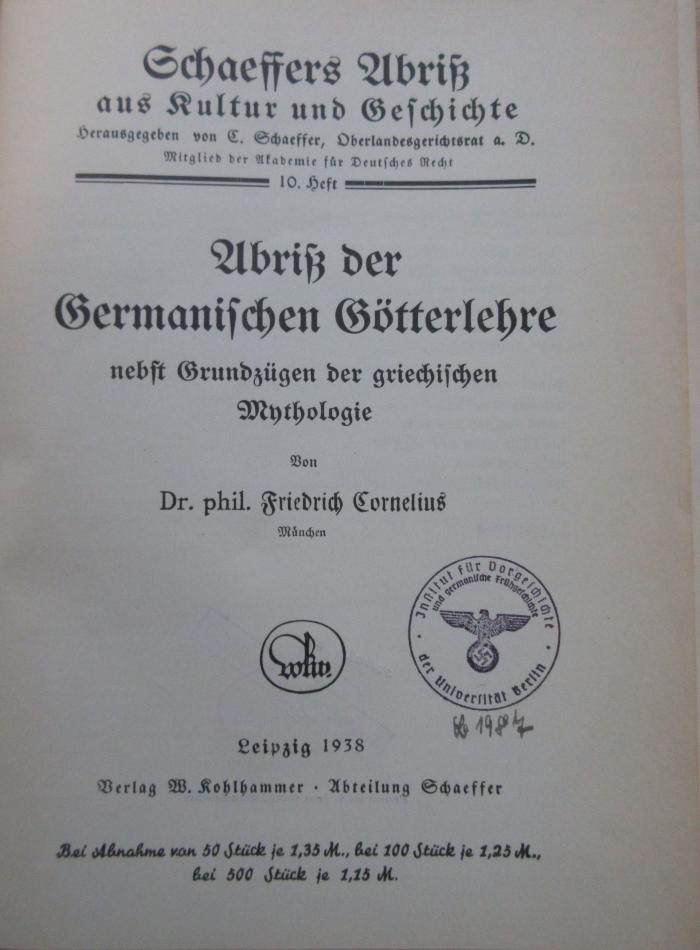 Schaeffers Abriß
aus Kultur und Geschichte
Herausgegeben von C. Schaeffer, Oberlandesgerichtsrat a. D.
Mitglied der Akademie für Deutsches Recht
10. Heft
Abriß der
Germanischen Götterlehre
nebst Grundzügen der griechischen
Mythologie
Von
Dr. phil. Friedrich Cornelius
München
Institut für Vorgeschichte
und germanische Frühgeschichte
der Universität Berlin
wkv.
Leipzig 1938
Verlag W. Kohlhammer · Abteilung Schaeffer
Bei Abnahme von 50 Stück je 1,35 M., bei 100 Stück je 1,25 M.,
bei 500 Stück je 1,15 M.